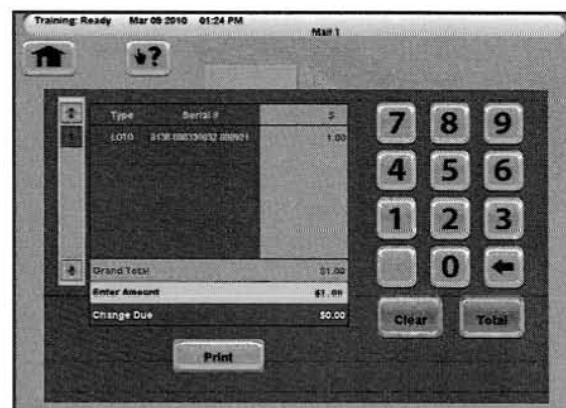 Training: Ready Mar 09 2010 01:24 PM
Mall 1
?
Type Serial # $
LOTO 1.00
Grand Total $1.00
Enter Amount $1.00
Change Due $0.00
Print
7 8 9
4 5 6
1 2 3
0
Clear Total